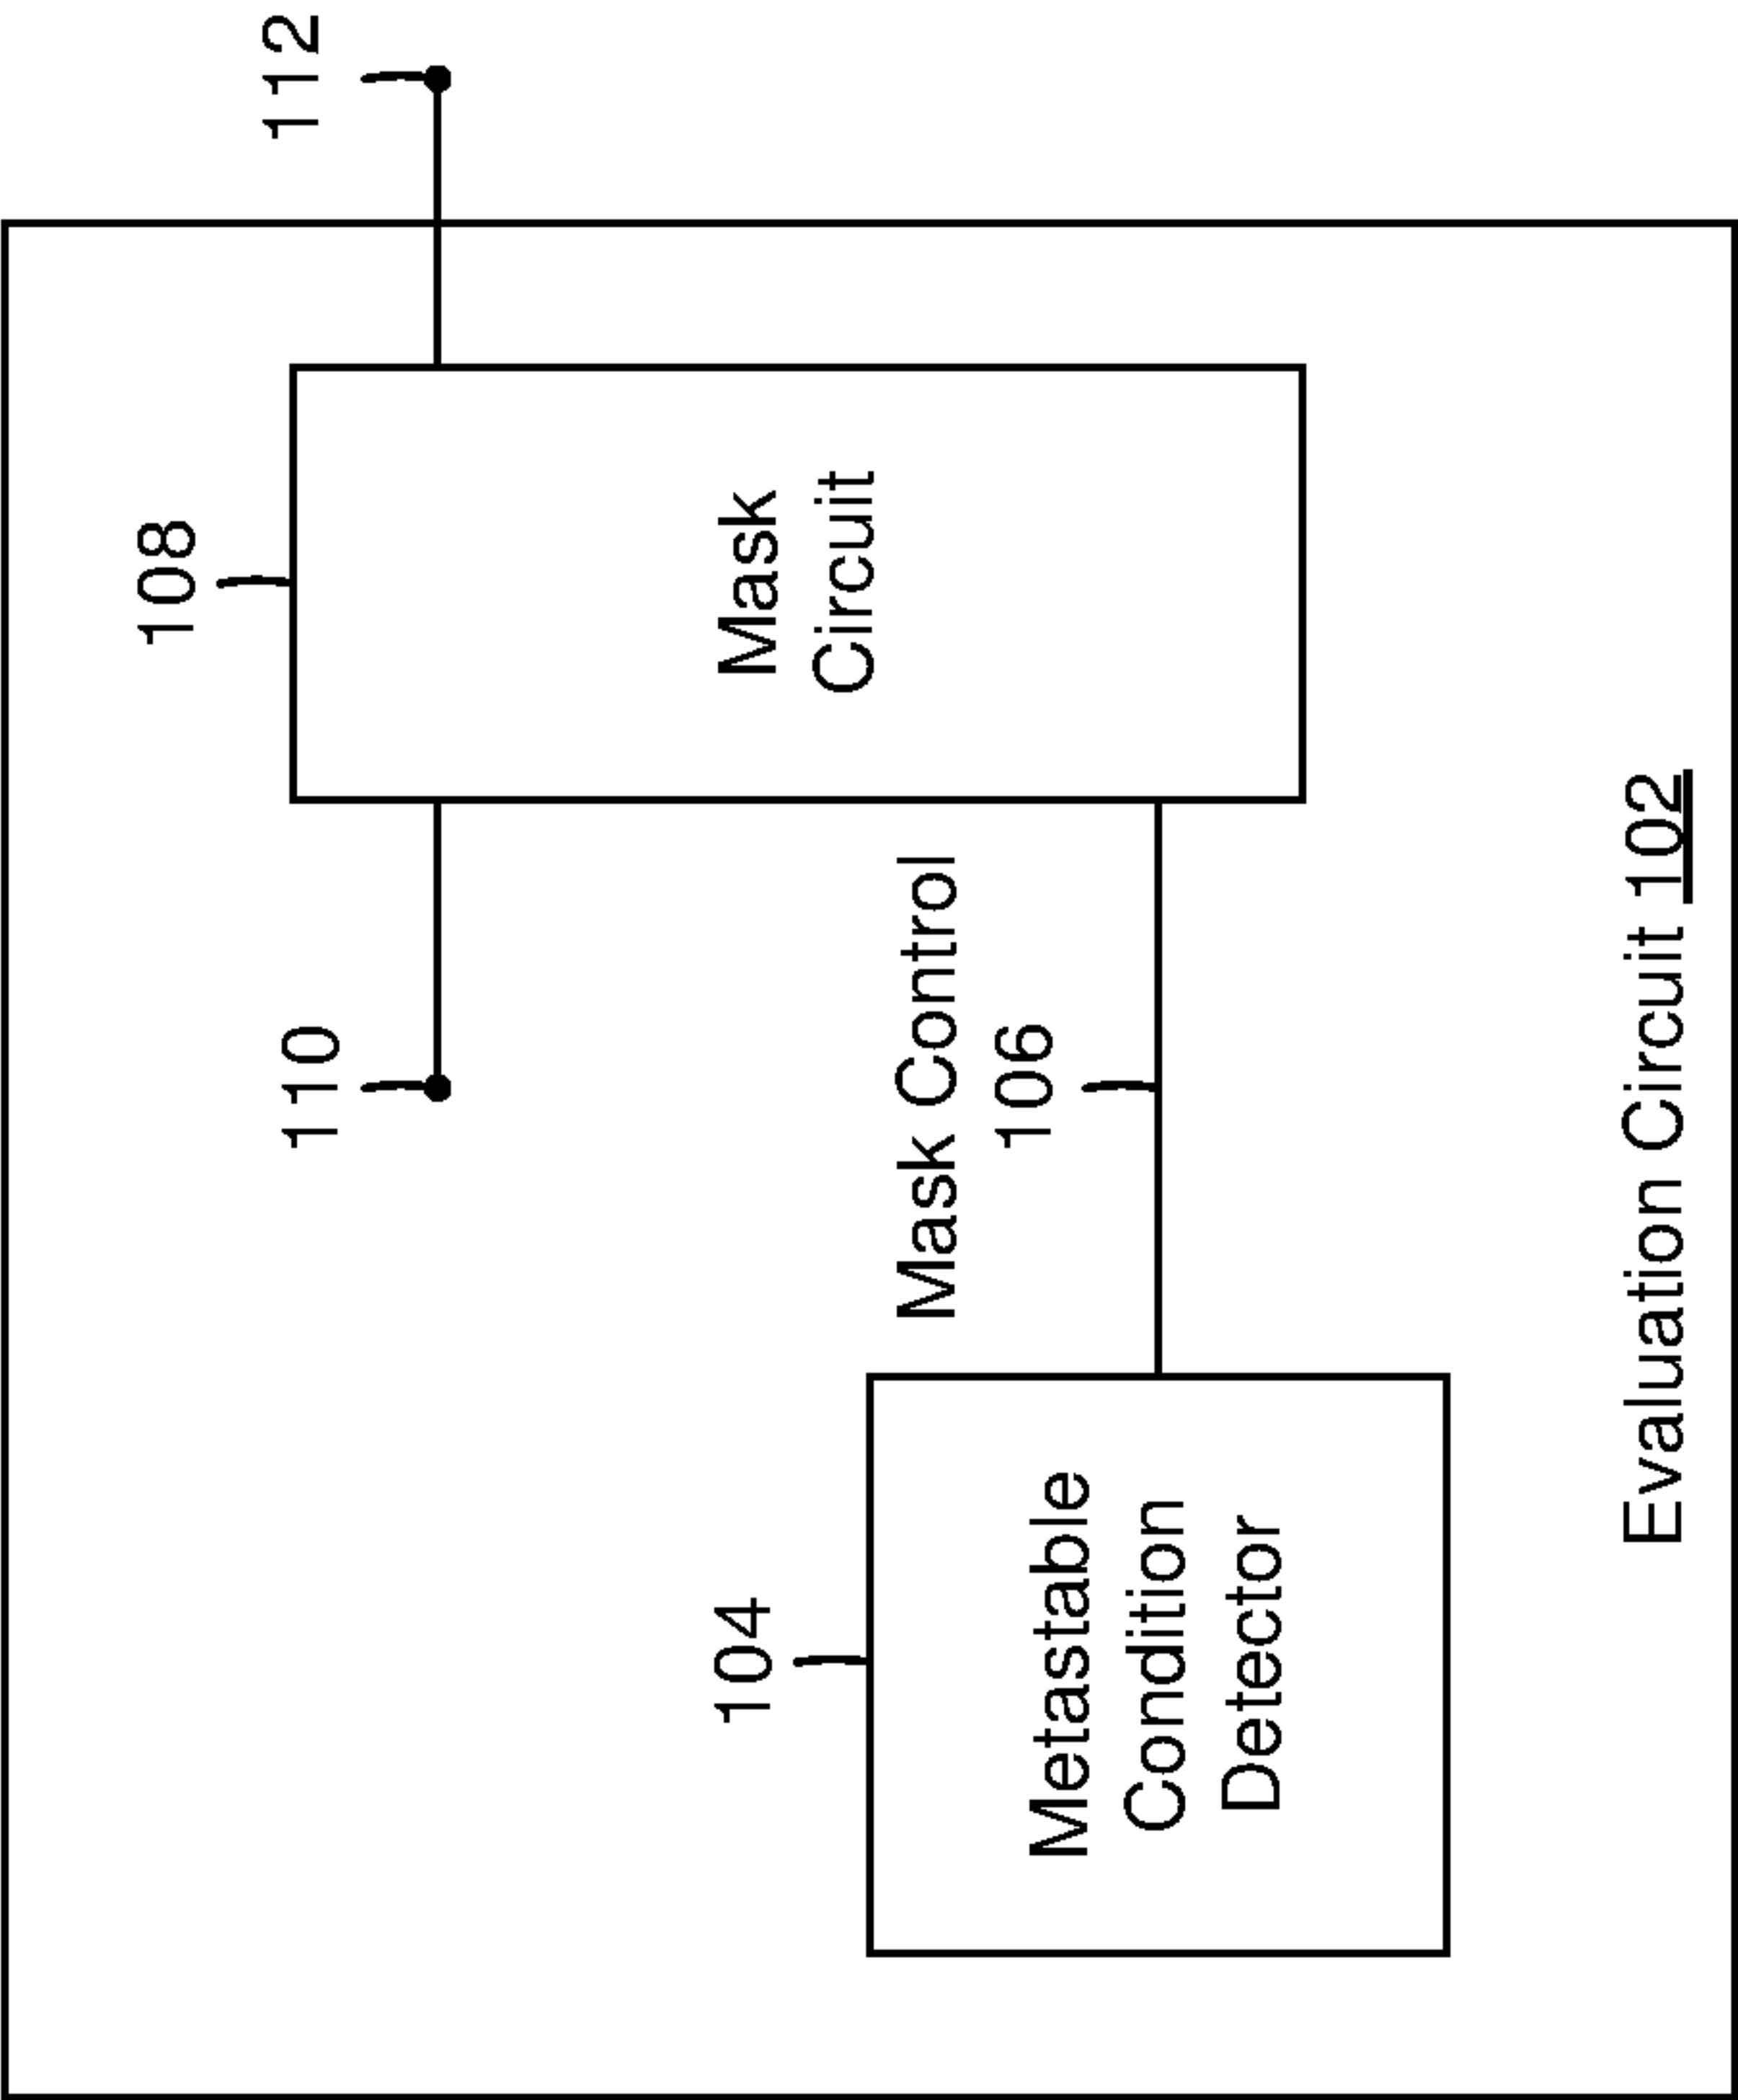 108
112
110
Mask
Circuit
104
Mask Control
106
Metastable
Condition
Detector
Evaluation Circuit 102